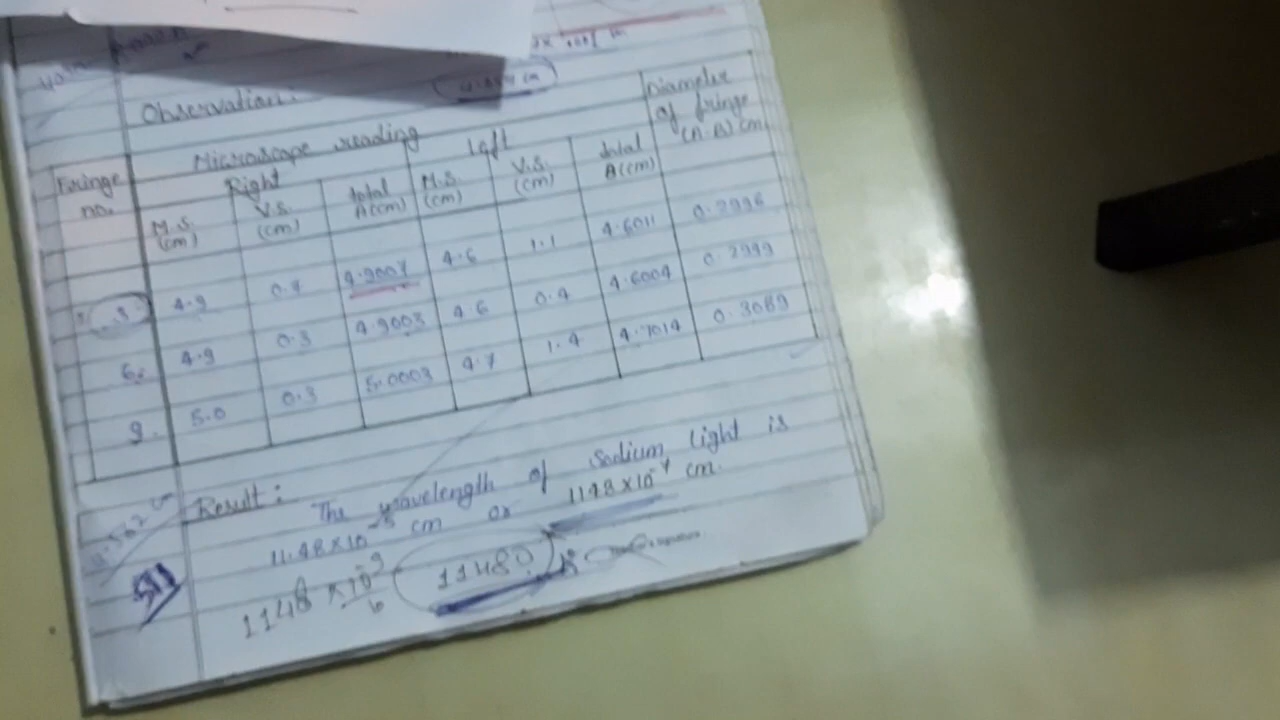 Observation:
Fringe no. Microscope reading Diameter of fringe (A-B) cm
Right Left
M.S. (cm) V.S. (cm) total A(cm) M.S. (cm) V.S. (cm) total B(cm)
3. 4.9 0.7 4.9007 4.6 1.1 4.6011 0.2996
6. 4.9 0.3 4.9003 4.6 0.4 4.6004 0.2999
9. 5.0 0.3 5.0003 4.7 1.4 4.7014 0.3089
Result:
The wavelength of Sodium light is
11.48×10⁻⁵ cm or 1148×10⁻⁷ cm.
1148 ×10⁻⁹ 11480 A°